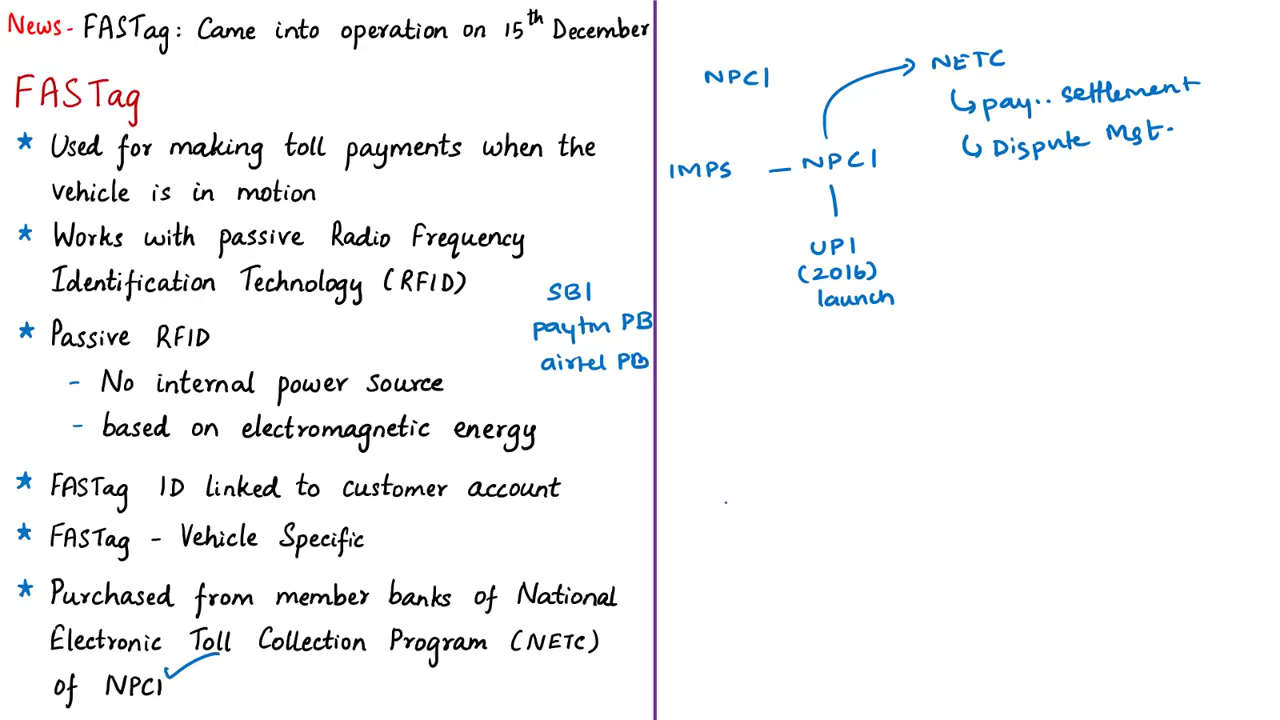 News- FASTag: Came into operation on 15th December
FASTag
* Used for making toll payments when the
vehicle is in motion
* Works with passive Radio Frequency
Identification Technology (RFID)
* Passive RFID
- No internal power source
- based on electromagnetic energy
SBI
paytm PB
airtel PB
* FASTag ID linked to customer account
* FASTag - Vehicle Specific
* Purchased from member banks of National
Electronic Toll Collection Program (NETC)
of NPCI
NPCI
NETC
pay.. settlement
Dispute Mgt.
IMPS - NPCI
UPI
(2016)
launch